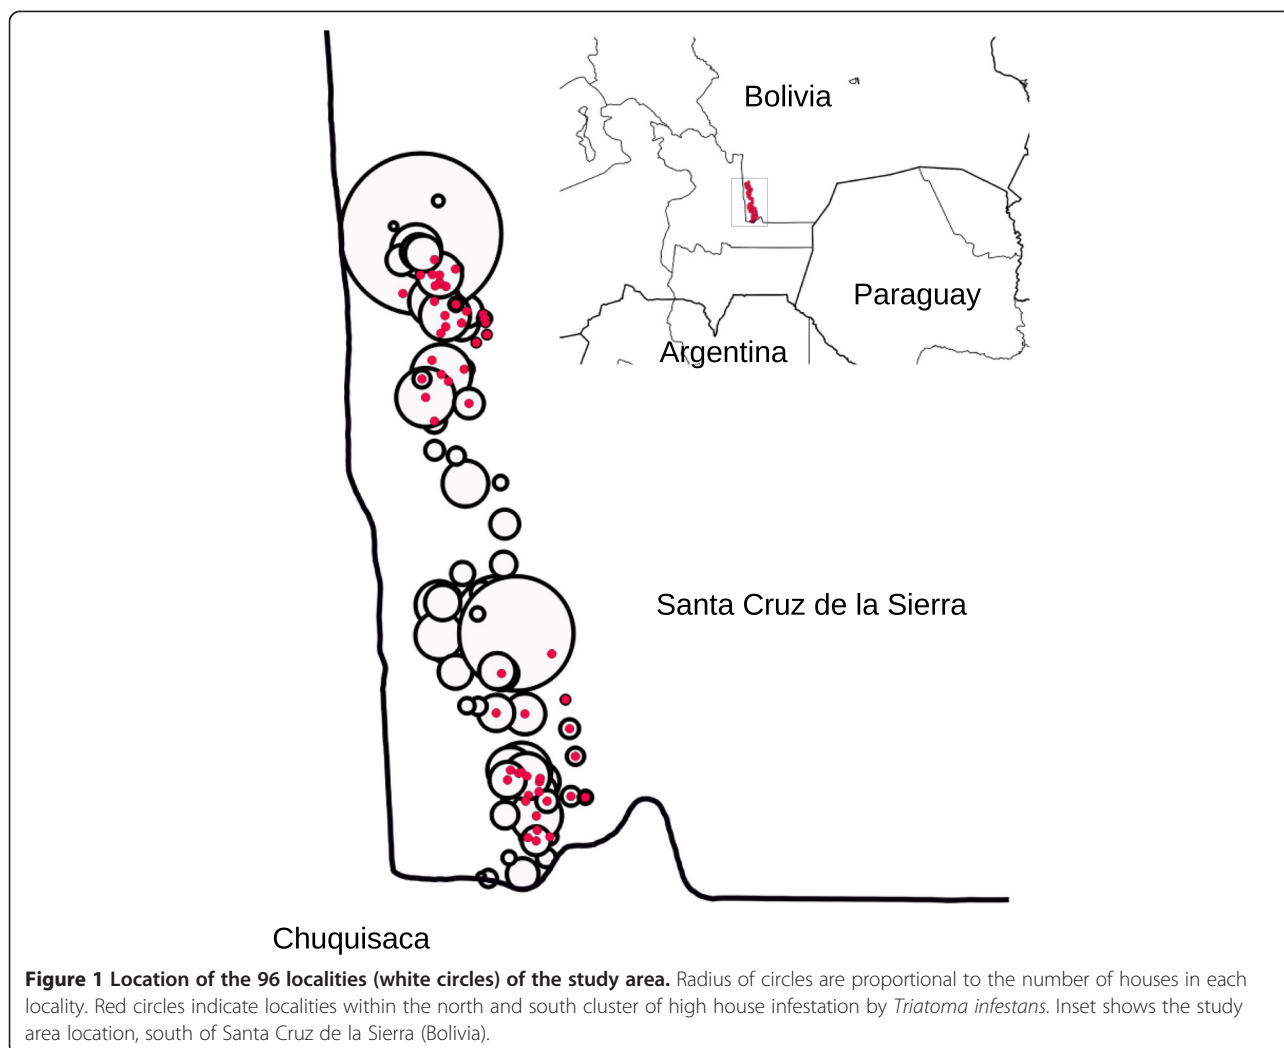 Bolivia
Paraguay
Argentina
Santa Cruz de la Sierra
Chuquisaca
Figure 1 Location of the 96 localities (white circles) of the study area. Radius of circles are proportional to the number of houses in each
locality. Red circles indicate localities within the north and south cluster of high house infestation by Triatoma infestans. Inset shows the study
area location, south of Santa Cruz de la Sierra (Bolivia).